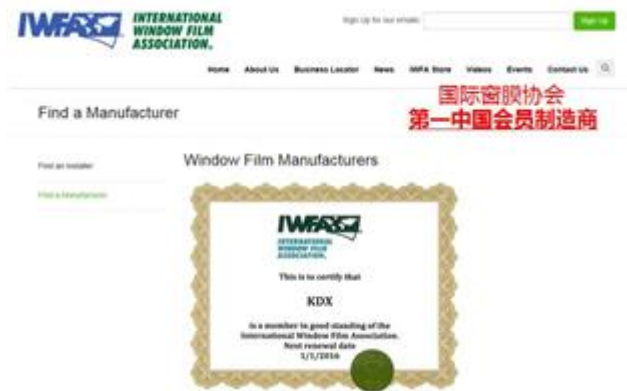 IWFA
INTERNATIONAL
WINDOW FILM
ASSOCIATION.
Sign up for our emails:
Sign Up
Home About Us Business Locator News IWFA Store Videos Events Contact Us
国际窗膜协会
第一中国会员制造商
Find a Manufacturer
Find an Installer
Find a Manufacturer
Window Film Manufacturers
IWFA
INTERNATIONAL
WINDOW FILM
ASSOCIATION.
This is to certify that
KDX
is a member in good standing of the
International Window Film Association.
Next renewal date
1/1/2016